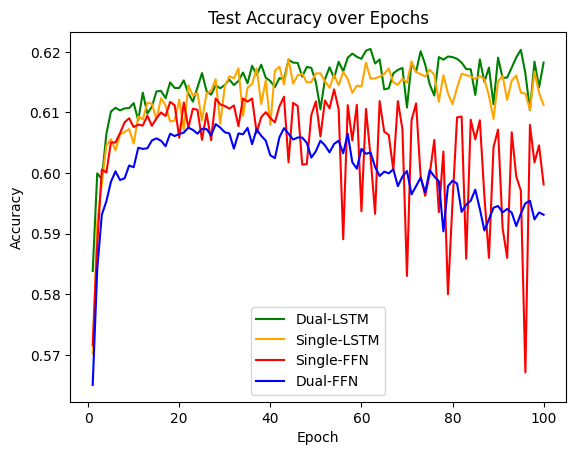 Test Accuracy over Epochs
Accuracy
0.62
0.61
0.60
0.59
0.58
0.57
Dual-LSTM
Single-LSTM
Single-FFN
Dual-FFN
0
20
40
60
80
100
Epoch